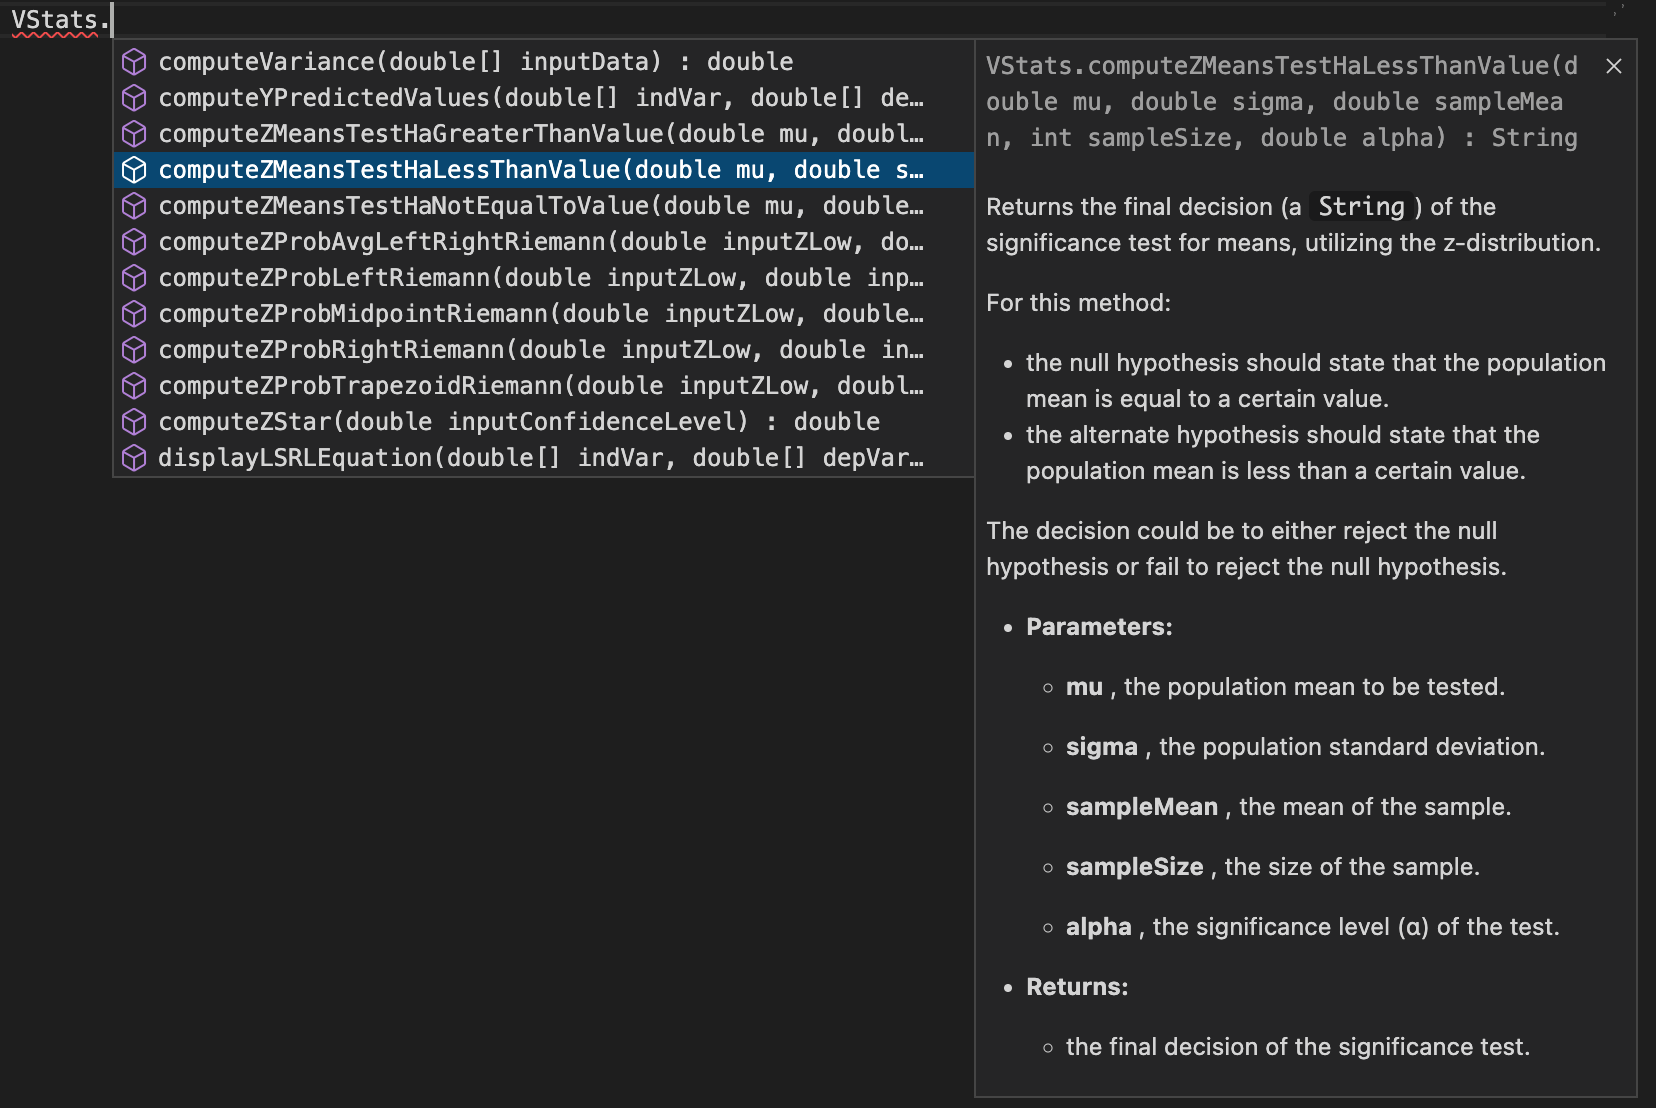 VStats.
computeVariance(double[] inputData) : double
computeYPredictedValues(double[] indVar, double[] de…
computeZMeansTestHaGreaterThanValue(double mu, doubl…
computeZMeansTestHaLessThanValue(double mu, double s…
computeZMeansTestHaNotEqualToValue(double mu, double…
computeZProbAvgLeftRightRiemann(double inputZLow, do…
computeZProbLeftRiemann(double inputZLow, double inp…
computeZProbMidpointRiemann(double inputZLow, double…
computeZProbRightRiemann(double inputZLow, double in…
computeZProbTrapezoidRiemann(double inputZLow, doubl…
computeZStar(double inputConfidenceLevel) : double
displayLSRLEquation(double[] indVar, double[] depVar…
VStats.computeZMeansTestHaLessThanValue(d
ouble mu, double sigma, double sampleMea
n, int sampleSize, double alpha) : String
Returns the final decision (a String ) of the
significance test for means, utilizing the z-distribution.
For this method:
• the null hypothesis should state that the population
mean is equal to a certain value.
• the alternate hypothesis should state that the
population mean is less than a certain value.
The decision could be to either reject the null
hypothesis or fail to reject the null hypothesis.
• Parameters:
○ mu , the population mean to be tested.
○ sigma , the population standard deviation.
○ sampleMean , the mean of the sample.
○ sampleSize , the size of the sample.
○ alpha , the significance level (α) of the test.
• Returns:
○ the final decision of the significance test.